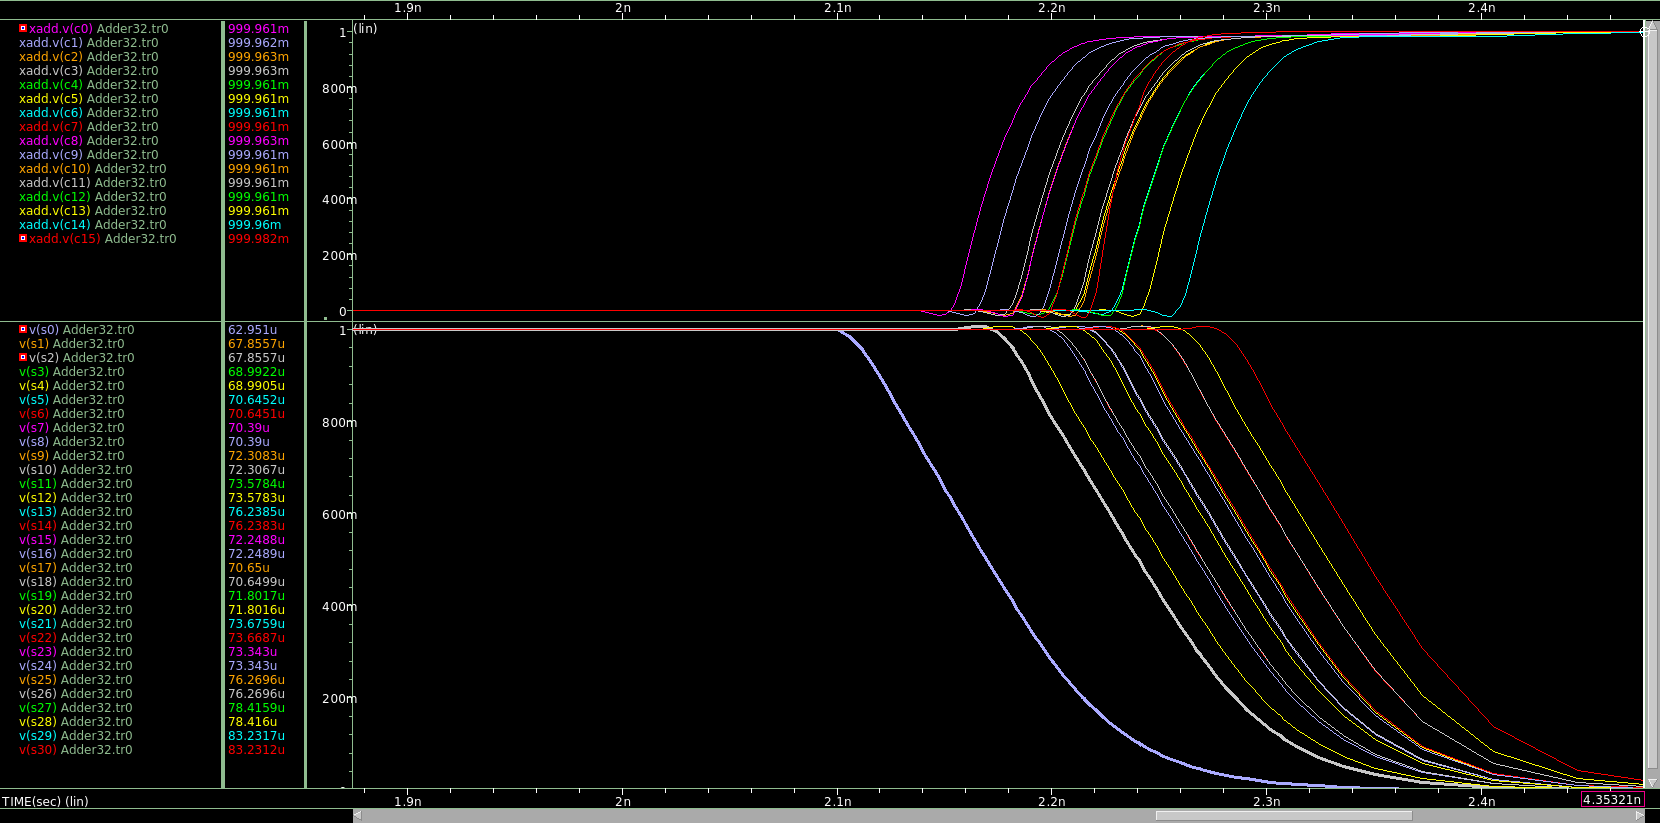 1.9n 2n 2.1n 2.2n 2.3n 2.4n
xadd.v(c0) Adder32.tr0 999.961m
xadd.v(c1) Adder32.tr0 999.962m
xadd.v(c2) Adder32.tr0 999.963m
xadd.v(c3) Adder32.tr0 999.963m
xadd.v(c4) Adder32.tr0 999.961m
xadd.v(c5) Adder32.tr0 999.961m
xadd.v(c6) Adder32.tr0 999.961m
xadd.v(c7) Adder32.tr0 999.961m
xadd.v(c8) Adder32.tr0 999.963m
xadd.v(c9) Adder32.tr0 999.961m
xadd.v(c10) Adder32.tr0 999.961m
xadd.v(c11) Adder32.tr0 999.961m
xadd.v(c12) Adder32.tr0 999.961m
xadd.v(c13) Adder32.tr0 999.961m
xadd.v(c14) Adder32.tr0 999.96m
xadd.v(c15) Adder32.tr0 999.982m
1 (lin)
800m
600m
400m
200m
0
v(s0) Adder32.tr0 62.951u
v(s1) Adder32.tr0 67.8557u
v(s2) Adder32.tr0 67.8557u
v(s3) Adder32.tr0 68.9922u
v(s4) Adder32.tr0 68.9905u
v(s5) Adder32.tr0 70.6452u
v(s6) Adder32.tr0 70.6451u
v(s7) Adder32.tr0 70.39u
v(s8) Adder32.tr0 70.39u
v(s9) Adder32.tr0 72.3083u
v(s10) Adder32.tr0 72.3067u
v(s11) Adder32.tr0 73.5784u
v(s12) Adder32.tr0 73.5783u
v(s13) Adder32.tr0 76.2385u
v(s14) Adder32.tr0 76.2383u
v(s15) Adder32.tr0 72.2488u
v(s16) Adder32.tr0 72.2489u
v(s17) Adder32.tr0 70.65u
v(s18) Adder32.tr0 70.6499u
v(s19) Adder32.tr0 71.8017u
v(s20) Adder32.tr0 71.8016u
v(s21) Adder32.tr0 73.6759u
v(s22) Adder32.tr0 73.6687u
v(s23) Adder32.tr0 73.343u
v(s24) Adder32.tr0 73.343u
v(s25) Adder32.tr0 76.2696u
v(s26) Adder32.tr0 76.2696u
v(s27) Adder32.tr0 78.4159u
v(s28) Adder32.tr0 78.416u
v(s29) Adder32.tr0 83.2317u
v(s30) Adder32.tr0 83.2312u
1 (lin)
800m
600m
400m
200m
TIME(sec) (lin) 1.9n 2n 2.1n 2.2n 2.3n 2.4n 4.35321n